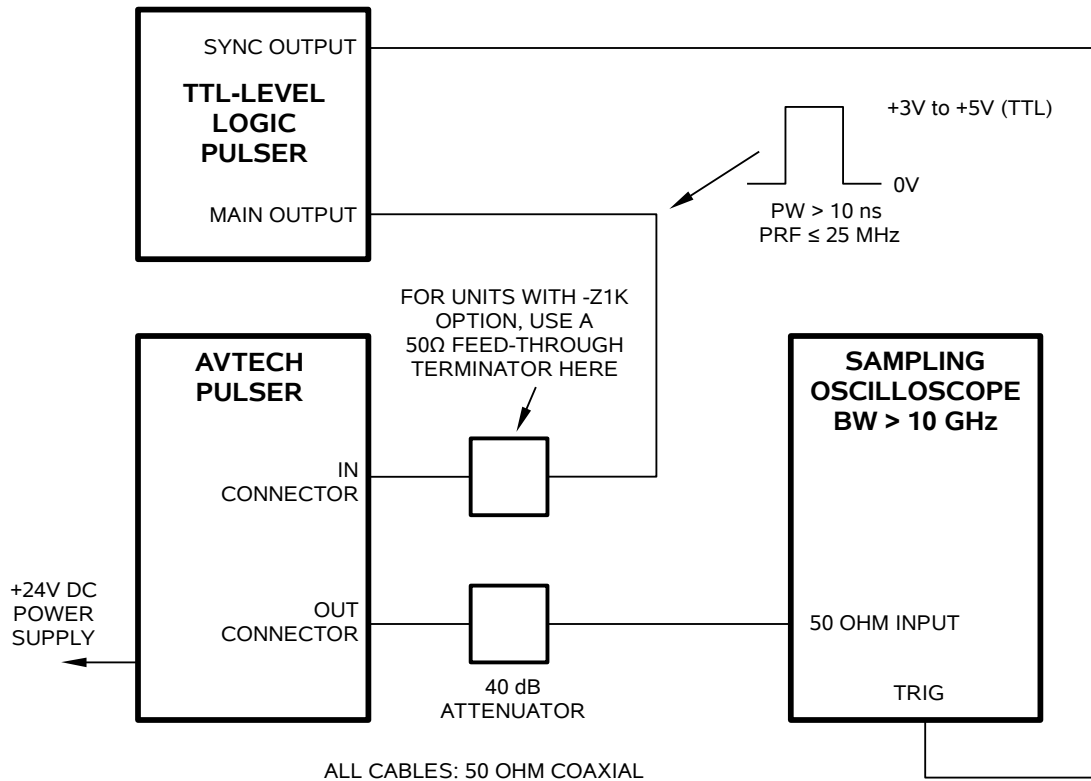 SYNC OUTPUT
TTL-LEVEL
LOGIC
PULSER
MAIN OUTPUT
+3V to +5V (TTL)
0V
PW > 10 ns
PRF ≤ 25 MHz
FOR UNITS WITH -Z1K
OPTION, USE A
50Ω FEED-THROUGH
TERMINATOR HERE
AVTECH
PULSER
IN
CONNECTOR
OUT
CONNECTOR
+24V DC
POWER
SUPPLY
40 dB
ATTENUATOR
SAMPLING
OSCILLOSCOPE
BW > 10 GHz
50 OHM INPUT
TRIG
ALL CABLES: 50 OHM COAXIAL